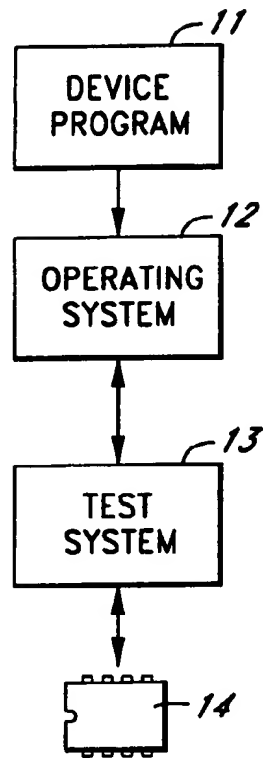 11
DEVICE
PROGRAM
12
OPERATING
SYSTEM
13
TEST
SYSTEM
14